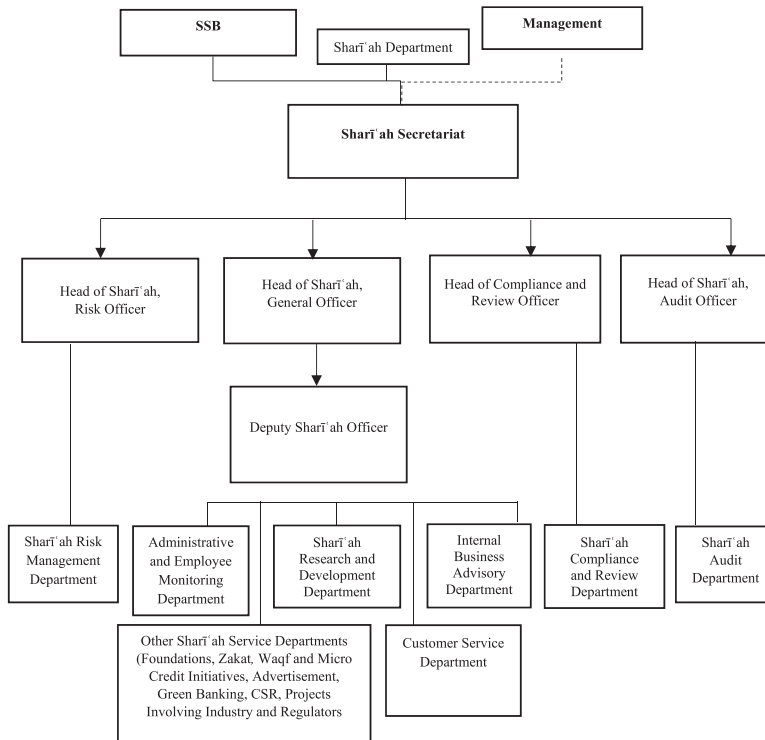 SSB
Sharīʿah Department
Management
Sharīʿah Secretariat
Head of Sharīʿah,
Risk Officer
Head of Sharīʿah,
General Officer
Head of Compliance and
Review Officer
Head of Sharīʿah,
Audit Officer
Deputy Sharīʿah Officer
Sharīʿah Risk
Management
Department
Administrative
and Employee
Monitoring
Department
Sharīʿah
Research and
Development
Department
Internal
Business
Advisory
Department
Sharīʿah
Compliance
and Review
Department
Sharīʿah
Audit
Department
Other Sharīʿah Service Departments
(Foundations, Zakat, Waqf and Micro
Credit Initiatives, Advertisement,
Green Banking, CSR, Projects
Involving Industry and Regulators
Customer Service
Department